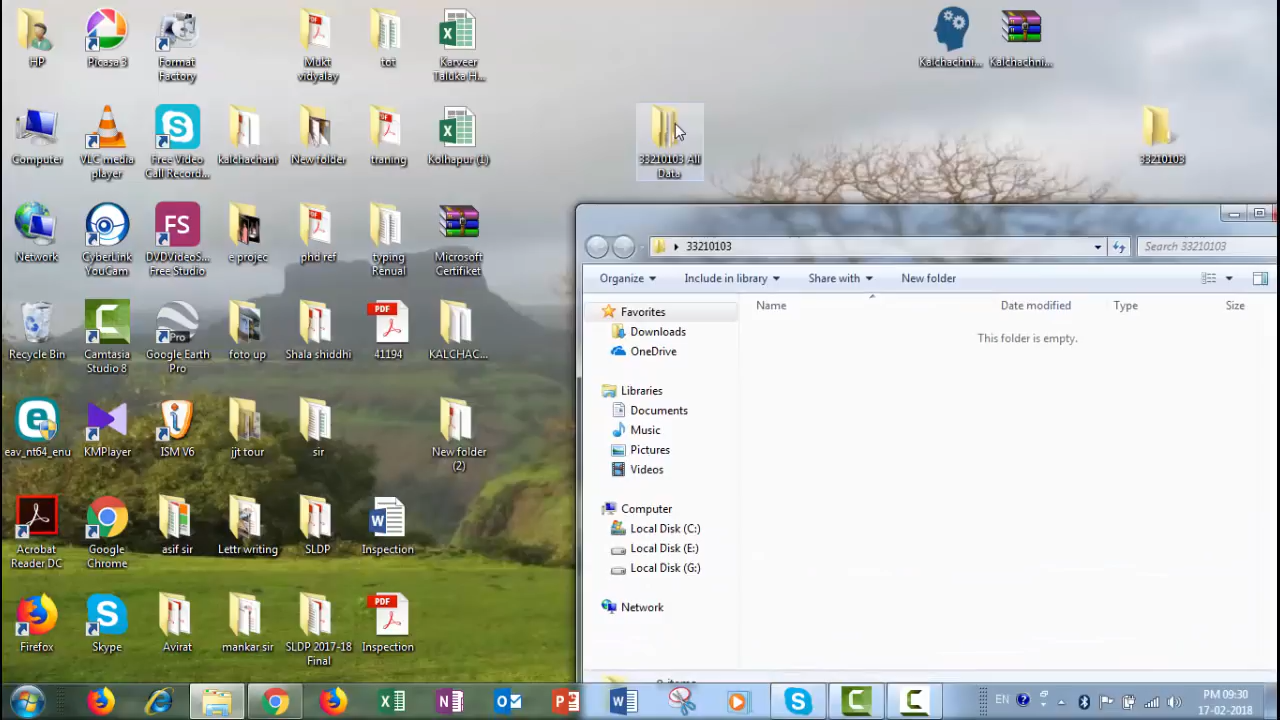 HP
Picasa 3
Format
Factory
Mukt
vidyalay
tot
Karveer
Taluka H...
Kalchachni...
Kalchachni...
Computer
VLC media
player
Free Video
Call Record...
kalchachani
New folder
traning
Kolhapur (1)
33210103 All
Data
33210103
Network
CyberLink
YouCam
FS
DVDVideoS...
Free Studio
e projec
phd ref
typing
Renual
Microsoft
Certifiket
Recycle Bin
Camtasia
Studio 8
Pro
Google Earth
Pro
foto up
Shala shiddhi
PDF
41194
KALCHAC...
eav_nt64_enu
KMPlayer
ISM V6
jjt tour
sir
New folder
(2)
Acrobat
Reader DC
Google
Chrome
asif sir
Lettr writing
SLDP
Inspection
Firefox
Skype
Avirat
mankar sir
SLDP 2017-18
Final
PDF
Inspection
33210103
Search 33210103
Organize
Include in library
Share with
New folder
Name
Date modified
Type
Size
This folder is empty.
Favorites
Downloads
OneDrive
Libraries
Documents
Music
Pictures
Videos
Computer
Local Disk (C:)
Local Disk (E:)
Local Disk (G:)
Network
EN
PM 09:30
17-02-2018